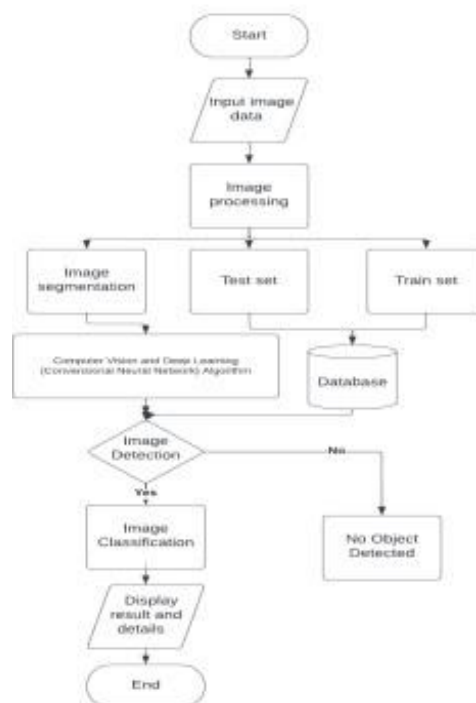 Start
Input image
data
Image
processing
Image
segmentation
Test set
Train set
Computer Vision and Deep Learning
(Conventional Neural Network) Algorithm
Database
Image
Detection
No
Yes
Image
Classification
No Object
Detected
Display
result and
details
End